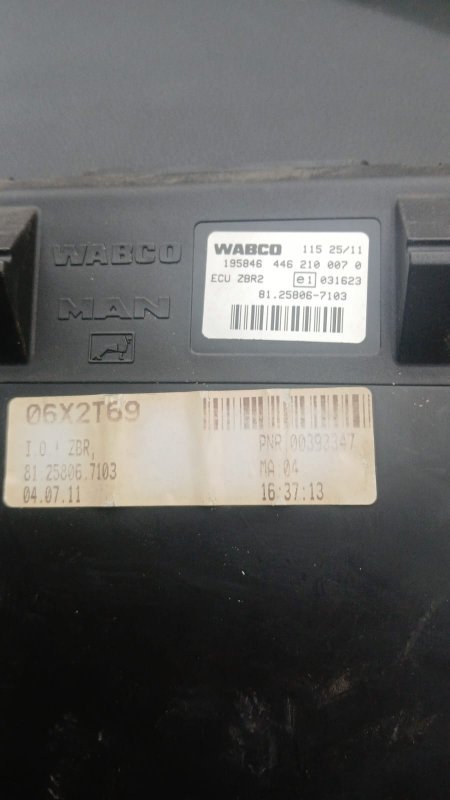 WABCO
MAN
WABCO 115 25/11
195846 446 210 007 0
ECU ZBR2 e1 031623
81.25806-7103
06X2T69
I.O.! ZBR, PNR 00393347
81.25806.7103 MA 04
04.07.11 16:37:13